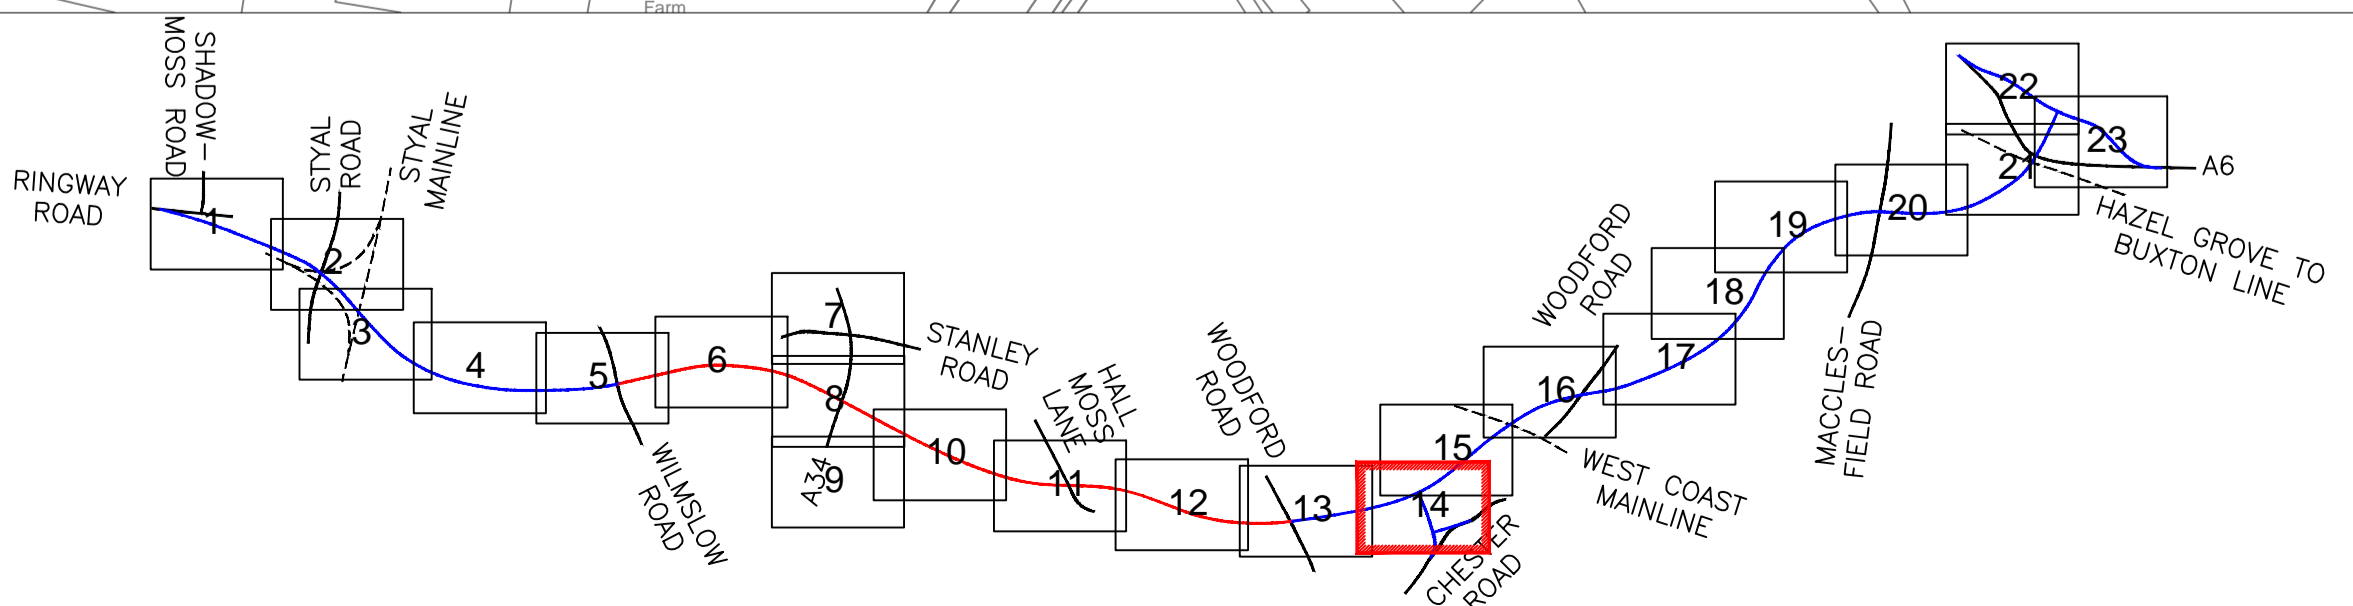 Farm
SHADOW-
MOSS ROAD
RINGWAY
ROAD
STYAL
ROAD
STYAL
MAINLINE
1
2
3
4
5
WILMSLOW
ROAD
6
7
8
9
A34
STANLEY
ROAD
10
HALL
MOSS
LANE
11
12
WOODFORD
ROAD
13
14
CHESTER
ROAD
15
WEST COAST
MAINLINE
16
WOODFORD
ROAD
17
18
19
20
MACCLES-
FIELD ROAD
21
22
23
A6
HAZEL GROVE TO
BUXTON LINE